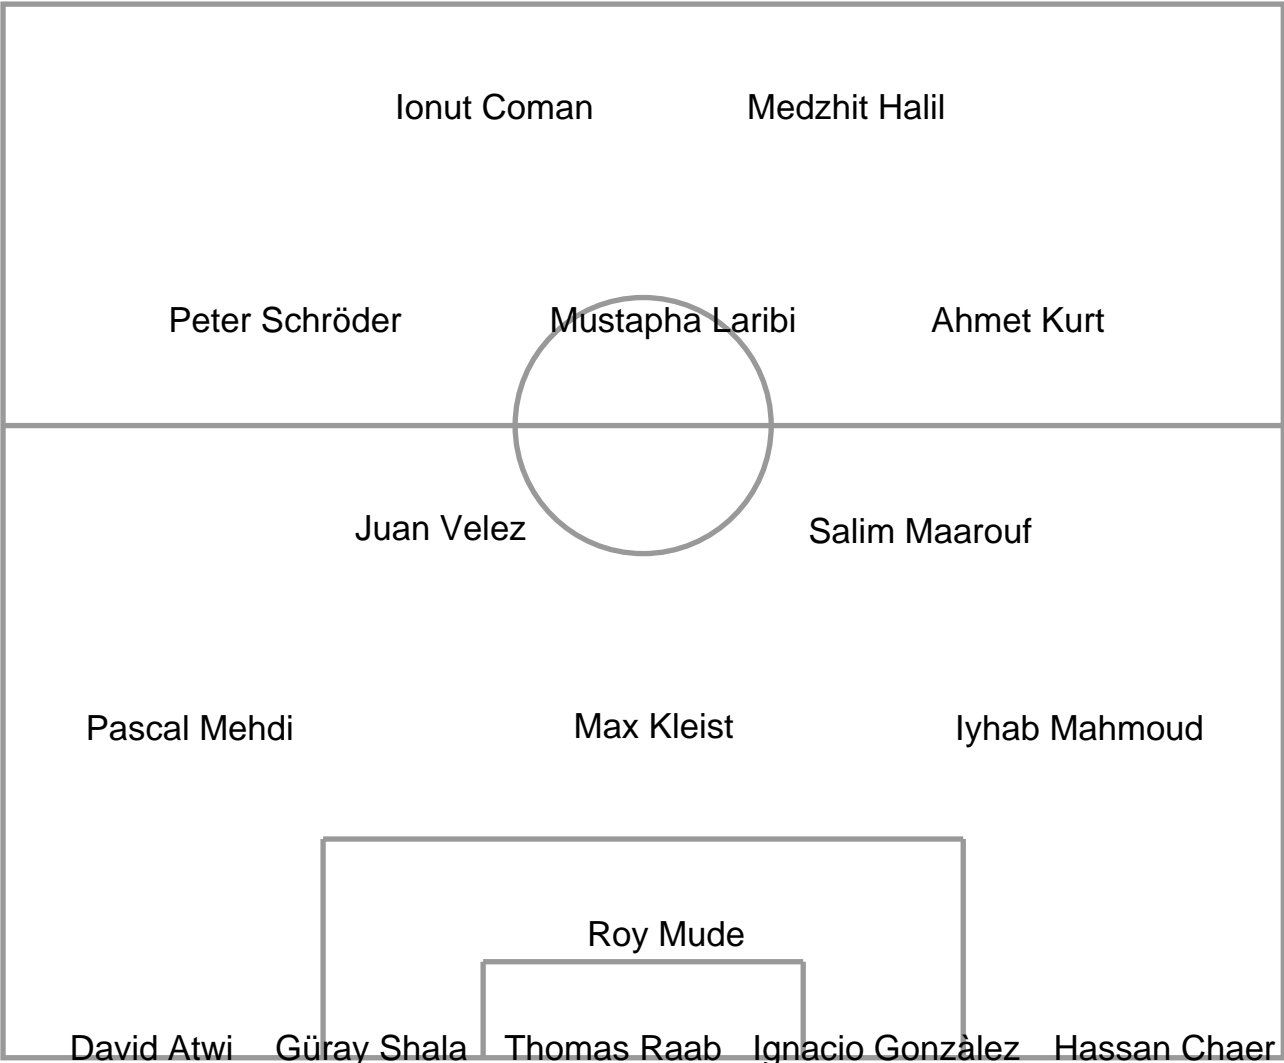 Ionut Coman Medzhit Halil
Peter Schröder Mustapha Laribi Ahmet Kurt
Juan Velez Salim Maarouf
Pascal Mehdi Max Kleist Iyhab Mahmoud
Roy Mude
David Atwi Güray Shala Thomas Raab Ignacio Gonzàlez Hassan Chaer